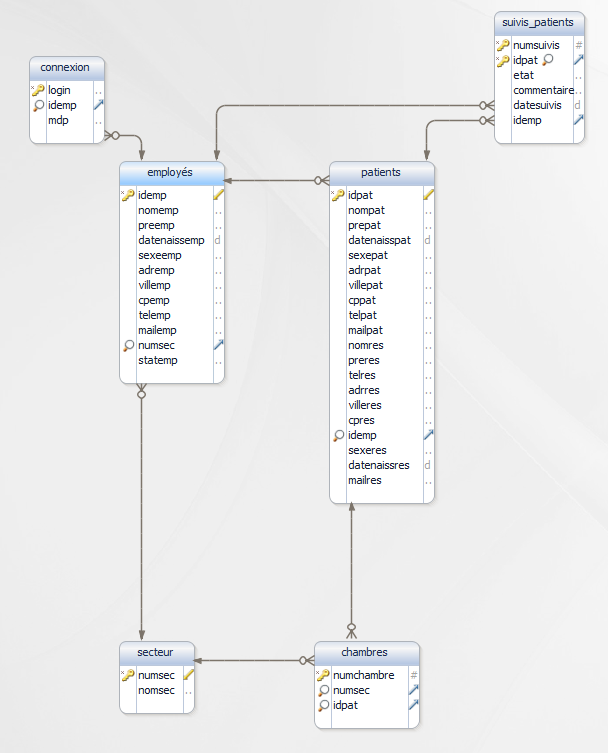 suivis_patients
numsuivis #
idpat
etat
commentaire
datesuivis d
idemp
connexion
login
idemp
mdp
employés
idemp
nomemp
preemp
datenaissemp d
sexeemp
adremp
villemp
cpemp
telemp
mailemp
numsec
statemp
patients
idpat
nompat
prepat
datenaisspat d
sexepat
adrpat
villepat
cppat
telpat
mailpat
nomres
preres
telres
adrres
villeres
cpres
idemp
sexeres
datenaissres d
mailres
secteur
numsec
nomsec
chambres
numchambre #
numsec
idpat